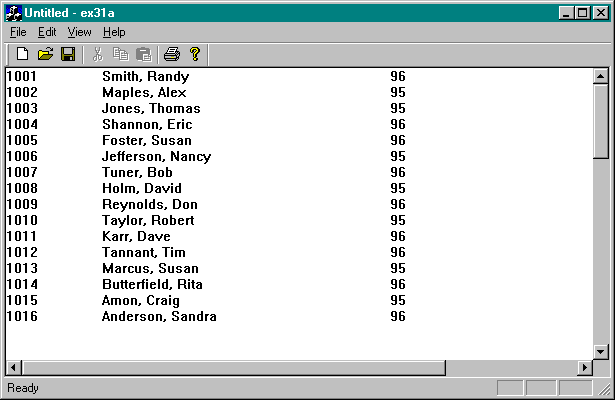 Untitled - ex31a
File Edit View Help
1001 Smith, Randy 96
1002 Maples, Alex 95
1003 Jones, Thomas 95
1004 Shannon, Eric 96
1005 Foster, Susan 96
1006 Jefferson, Nancy 95
1007 Tuner, Bob 96
1008 Holm, David 95
1009 Reynolds, Don 96
1010 Taylor, Robert 95
1011 Karr, Dave 96
1012 Tannant, Tim 96
1013 Marcus, Susan 95
1014 Butterfield, Rita 96
1015 Amon, Craig 95
1016 Anderson, Sandra 96
Ready